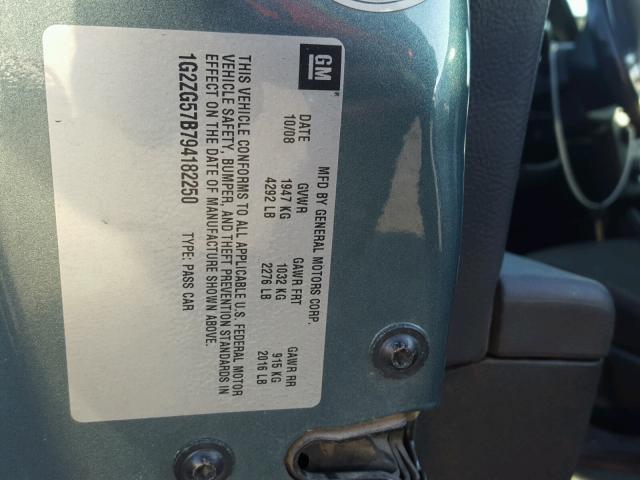 GM
MFD BY GENERAL MOTORS CORP.
DATE GVWR GAWR FRT GAWR RR
10/08 1947 KG 1032 KG 915 KG
4292 LB 2276 LB 2016 LB
THIS VEHICLE CONFORMS TO ALL APPLICABLE U.S. FEDERAL MOTOR
VEHICLE SAFETY, BUMPER, AND THEFT PREVENTION STANDARDS IN
EFFECT ON THE DATE OF MANUFACTURE SHOWN ABOVE.
1G2ZG57B794182250 TYPE: PASS CAR